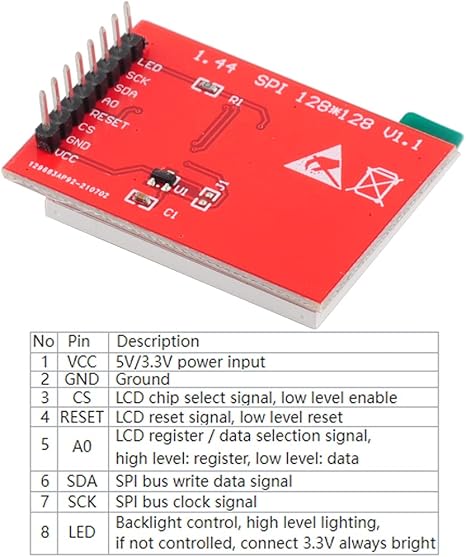 1.44 SPI 128*128 V1.1
LED
SCK
SDA
A0
RESET
CS
GND
VCC
R1
U1
J1
C1
129883AP92-210702
No Pin Description
1 VCC 5V/3.3V power input
2 GND Ground
3 CS LCD chip select signal, low level enable
4 RESET LCD reset signal, low level reset
5 A0 LCD register / data selection signal,
high level: register, low level: data
6 SDA SPI bus write data signal
7 SCK SPI bus clock signal
8 LED Backlight control, high level lighting,
if not controlled, connect 3.3V always bright